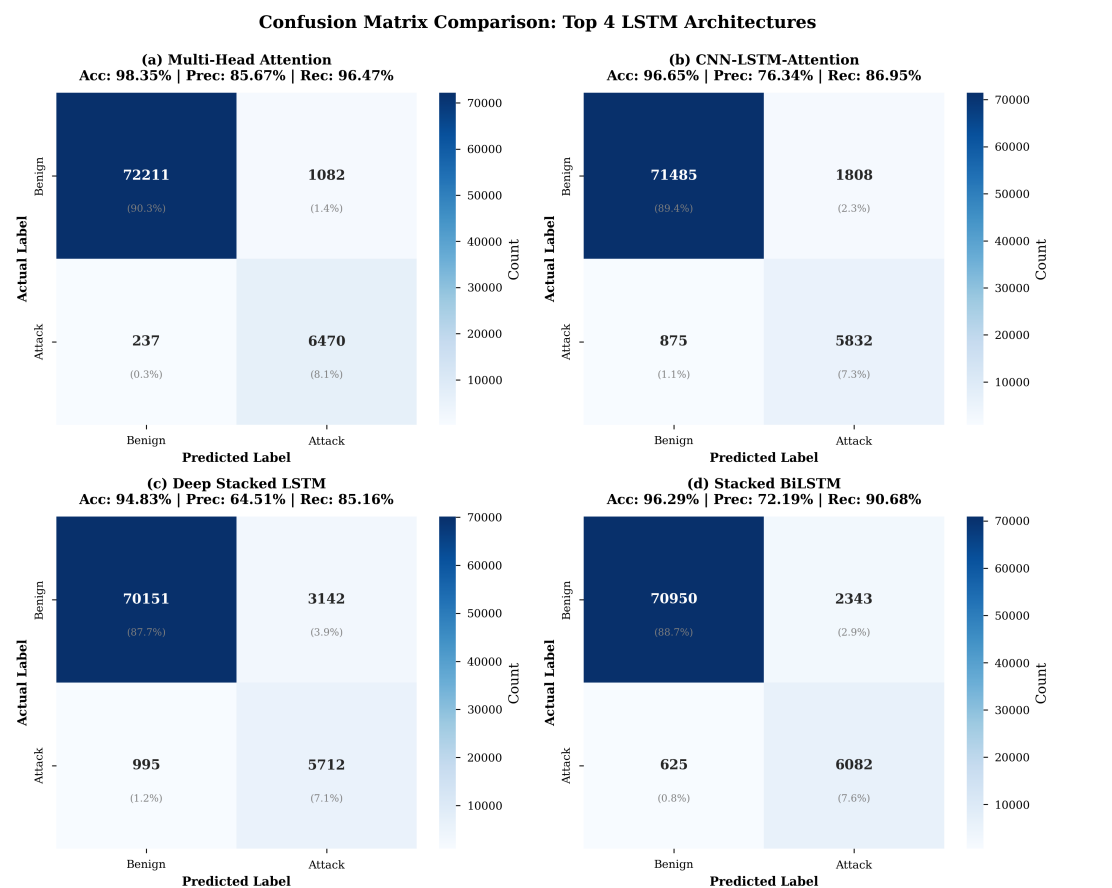 Confusion Matrix Comparison: Top 4 LSTM Architectures
(a) Multi-Head Attention
Acc: 98.35% | Prec: 85.67% | Rec: 96.47%
Actual Label
Benign
Attack
72211
(90.3%)
1082
(1.4%)
237
(0.3%)
6470
(8.1%)
Benign
Attack
Predicted Label
70000
60000
50000
40000
30000
20000
10000
Count
(b) CNN-LSTM-Attention
Acc: 96.65% | Prec: 76.34% | Rec: 86.95%
Actual Label
Benign
Attack
71485
(89.4%)
1808
(2.3%)
875
(1.1%)
5832
(7.3%)
Benign
Attack
Predicted Label
70000
60000
50000
40000
30000
20000
10000
Count
(c) Deep Stacked LSTM
Acc: 94.83% | Prec: 64.51% | Rec: 85.16%
Actual Label
Benign
Attack
70151
(87.7%)
3142
(3.9%)
995
(1.2%)
5712
(7.1%)
Benign
Attack
Predicted Label
70000
60000
50000
40000
30000
20000
10000
Count
(d) Stacked BiLSTM
Acc: 96.29% | Prec: 72.19% | Rec: 90.68%
Actual Label
Benign
Attack
70950
(88.7%)
2343
(2.9%)
625
(0.8%)
6082
(7.6%)
Benign
Attack
Predicted Label
70000
60000
50000
40000
30000
20000
10000
Count